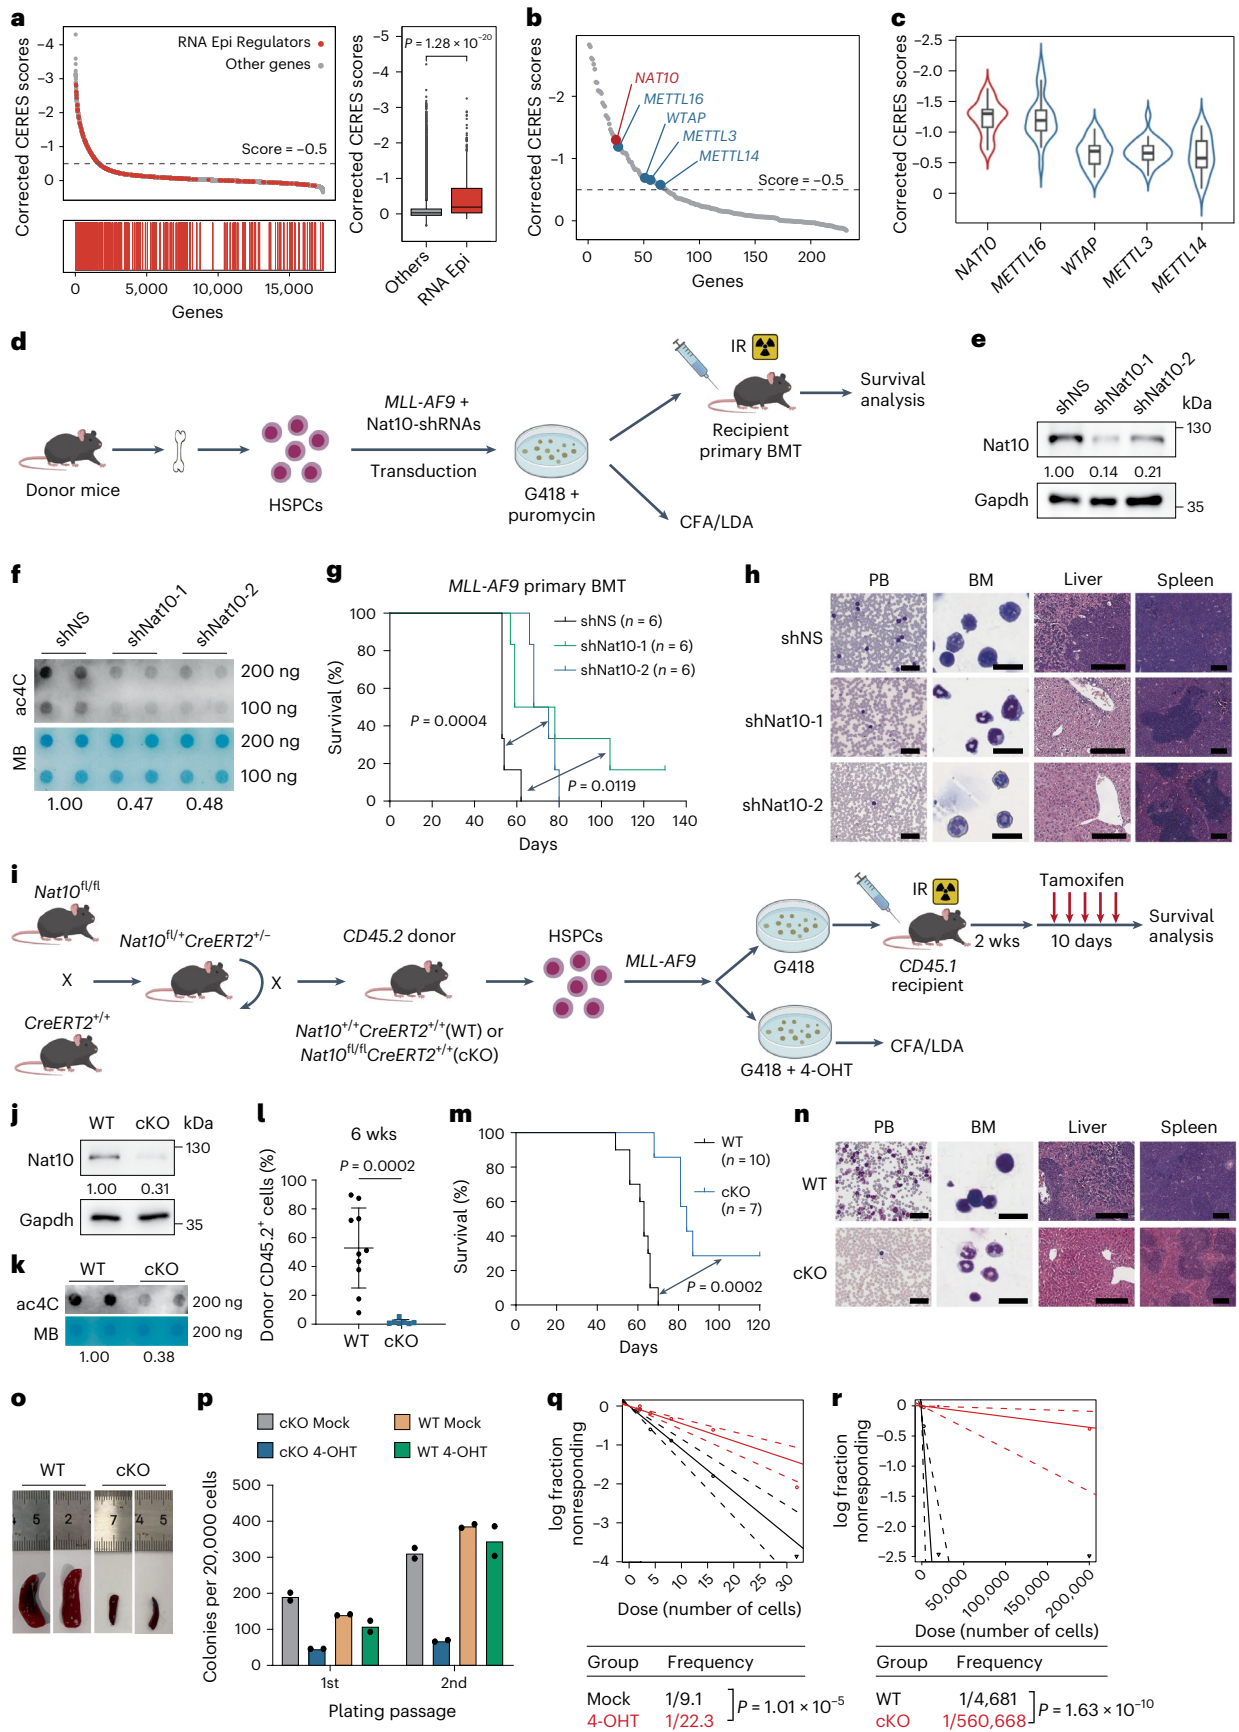 a
Corrected CERES scores
−4
−3
−2
−1
0
RNA Epi Regulators
Other genes
Score = −0.5
0
5,000
10,000
15,000
Genes
Corrected CERES scores
−5
−4
−3
−2
−1
0
P = 1.28 × 10⁻²⁰
Others
RNA Epi
b
Corrected CERES scores
−2
−1
0
NAT10
METTL16
WTAP
METTL3
METTL14
Score = −0.5
0
50
100
150
200
Genes
c
Corrected CERES scores
−2.5
−2.0
−1.5
−1.0
−0.5
0
NAT10
METTL16
WTAP
METTL3
METTL14
d
Donor mice
HSPCs
MLL-AF9 +
Nat10-shRNAs
Transduction
G418 +
puromycin
IR
Recipient
primary BMT
Survival
analysis
CFA/LDA
e
shNS
shNat10-1
shNat10-2
kDa
Nat10
130
1.00 0.14 0.21
Gapdh
35
f
shNS
shNat10-1
shNat10-2
ac4C
200 ng
100 ng
MB
200 ng
100 ng
1.00 0.47 0.48
g
MLL-AF9 primary BMT
Survival (%)
100
80
60
40
20
0
shNS (n = 6)
shNat10-1 (n = 6)
shNat10-2 (n = 6)
P = 0.0004
P = 0.0119
0 20 40 60 80 100 120 140
Days
h
PB BM Liver Spleen
shNS
shNat10-1
shNat10-2
i
Nat10fl/fl
X
CreERT2+/+
Nat10fl/+CreERT2+/−
X
CD45.2 donor
Nat10+/+CreERT2+/+(WT) or
Nat10fl/flCreERT2+/+(cKO)
HSPCs
MLL-AF9
G418
G418 + 4-OHT
IR
CD45.1
recipient
2 wks
Tamoxifen
10 days
Survival
analysis
CFA/LDA
j
WT cKO kDa
Nat10
130
1.00 0.31
Gapdh
35
k
WT cKO
ac4C
200 ng
MB
200 ng
1.00 0.38
l
6 wks
P = 0.0002
Donor CD45.2⁺ cells (%)
100
80
60
40
20
0
WT cKO
m
Survival (%)
100
80
60
40
20
0
WT
(n = 10)
cKO
(n = 7)
P = 0.0002
0 20 40 60 80 100 120
Days
n
PB BM Liver Spleen
WT
cKO
o
WT cKO
5 2 7 4 5
p
cKO Mock
WT Mock
cKO 4-OHT
WT 4-OHT
Colonies per 20,000 cells
500
400
300
200
100
0
1st 2nd
Plating passage
q
log fraction
nonresponding
0
−1
−2
−3
−4
0 5 10 15 20 25 30
Dose (number of cells)
Group Frequency
Mock 1/9.1
4-OHT 1/22.3
P = 1.01 × 10⁻⁵
r
log fraction
nonresponding
0
−0.5
−1.0
−1.5
−2.0
−2.5
0
50,000
100,000
150,000
200,000
Dose (number of cells)
Group Frequency
WT 1/4,681
cKO 1/560,668
P = 1.63 × 10⁻¹⁰